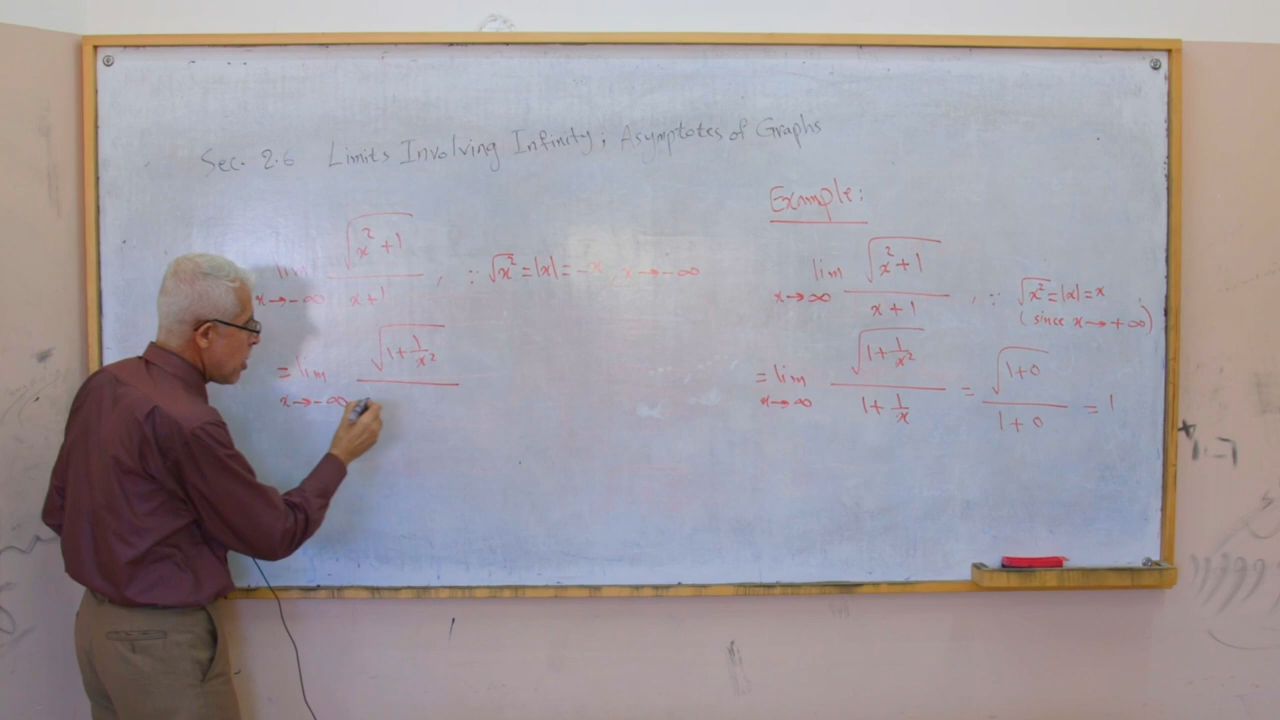 Sec. 2.6 Limits Involving Infinity; Asymptotes of Graphs
lim x→-∞ √(x²+1) / (x+1) , ∵ √x² = |x| = -x, x→-∞
= lim x→-∞ √(1+1/x²)
Example:
lim x→∞ √(x²+1) / (x+1) , ∵ √x² = |x| = x
(since x→+∞)
= lim x→∞ √(1+1/x²) / (1+1/x) = √(1+0) / (1+0) = 1